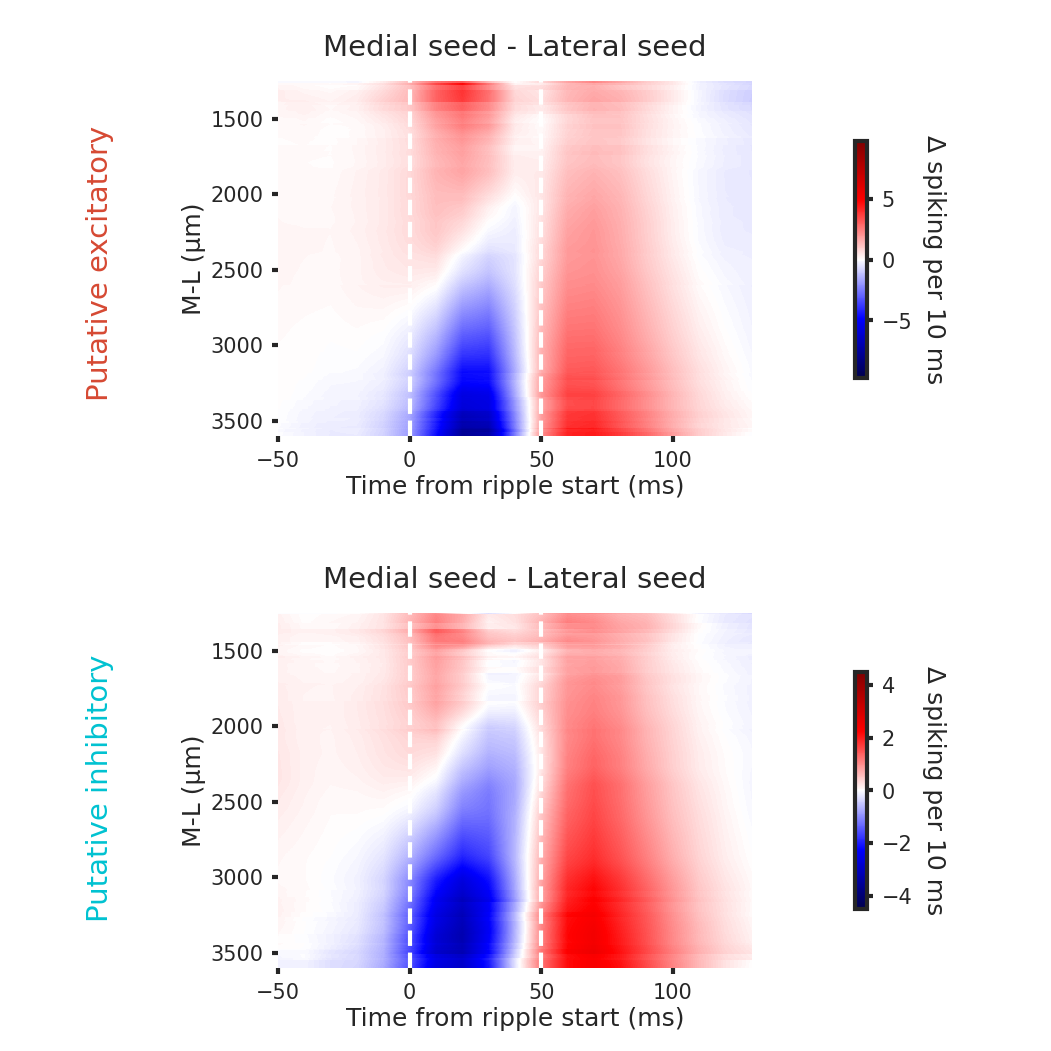 Medial seed - Lateral seed
Putative excitatory
M-L (μm)
1500
2000
2500
3000
3500
−50
0
50
100
Time from ripple start (ms)
5
0
−5
Δ spiking per 10 ms
Medial seed - Lateral seed
Putative inhibitory
M-L (μm)
1500
2000
2500
3000
3500
−50
0
50
100
Time from ripple start (ms)
4
2
0
−2
−4
Δ spiking per 10 ms